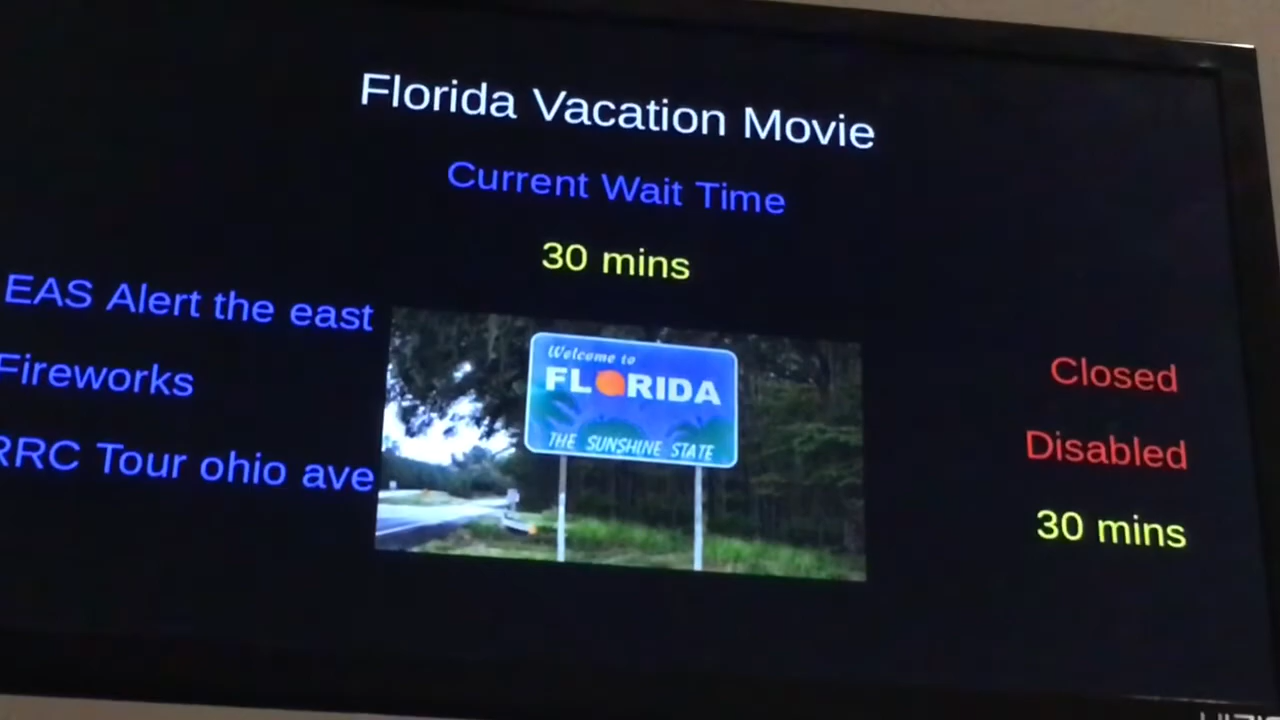 Florida Vacation Movie
Current Wait Time
30 mins
EAS Alert the east
Closed
Fireworks
Disabled
RRC Tour ohio ave
30 mins
Welcome to
FLORIDA
THE SUNSHINE STATE